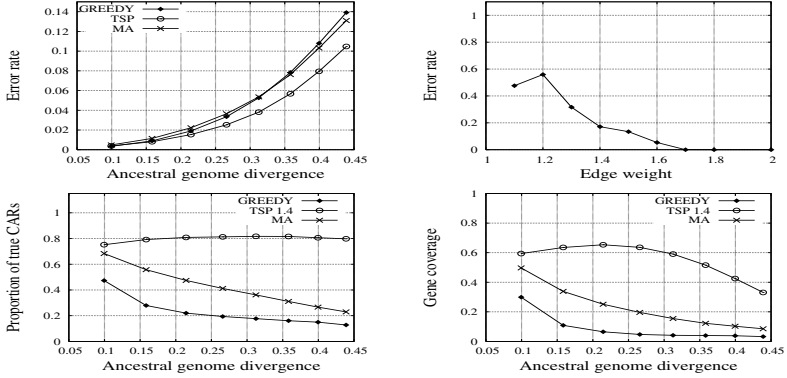 Error rate
0.14
0.12
0.1
0.08
0.06
0.04
0.02
0
GREEDY
TSP
MA
0.05 0.1 0.15 0.2 0.25 0.3 0.35 0.4 0.45
Ancestral genome divergence
Error rate
1
0.8
0.6
0.4
0.2
0
1 1.2 1.4 1.6 1.8 2
Edge weight
Proportion of true CARs
1
0.8
0.6
0.4
0.2
0
GREEDY
TSP 1.4
MA
0.05 0.1 0.15 0.2 0.25 0.3 0.35 0.4 0.45
Ancestral genome divergence
Gene coverage
1
0.8
0.6
0.4
0.2
0
GREEDY
TSP 1.4
MA
0.05 0.1 0.15 0.2 0.25 0.3 0.35 0.4 0.45
Ancestral genome divergence